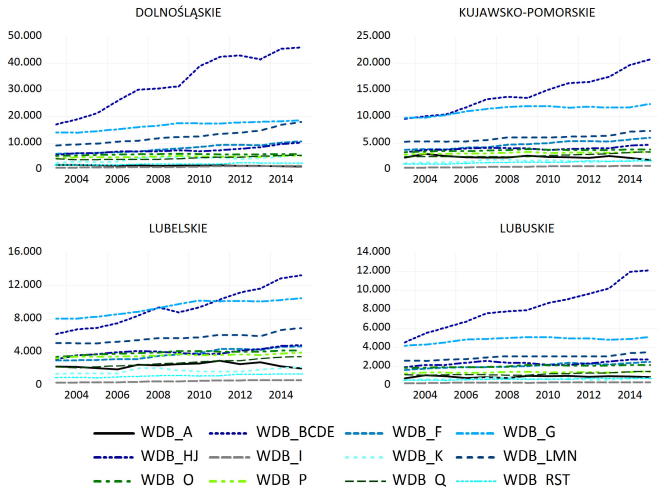 DOLNOŚLĄSKIE
50.000
40.000
30.000
20.000
10.000
0
2004 2006 2008 2010 2012 2014
KUJAWSKO-POMORSKIE
25.000
20.000
15.000
10.000
5.000
0
2004 2006 2008 2010 2012 2014
LUBELSKIE
16.000
12.000
8.000
4.000
0
2004 2006 2008 2010 2012 2014
LUBUSKIE
14.000
12.000
10.000
8.000
6.000
4.000
2.000
0
2004 2006 2008 2010 2012 2014
WDB_A WDB_BCDE WDB_F WDB_G
WDB_HJ WDB_I WDB_K WDB_LMN
WDB_O WDB_P WDB_Q WDB_RST